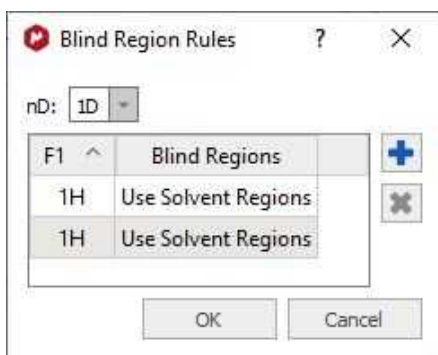 Blind Region Rules ?
nD: 1D
F1 Blind Regions
1H Use Solvent Regions
1H Use Solvent Regions
OK Cancel